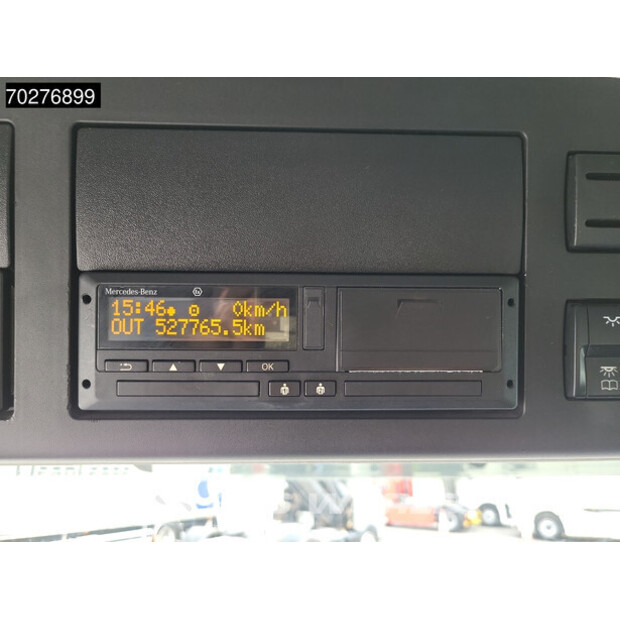 70276899
Mercedes-Benz
15:46 0km/h
OUT 527765.5km
OK